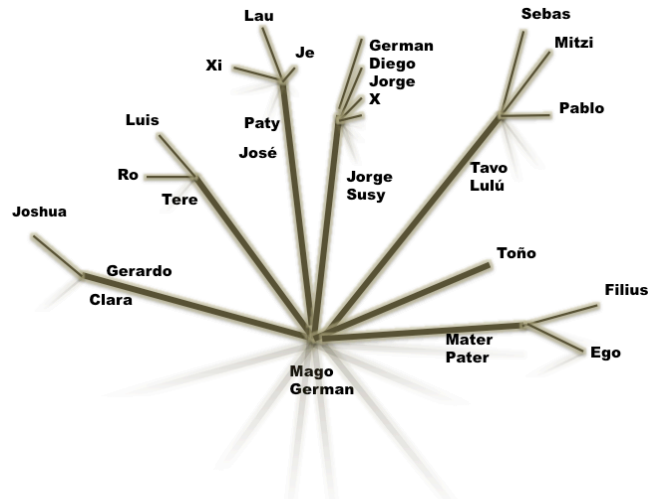 Lau
Sebas
Je
German
Mitzi
Xi
Diego
Jorge
X
Pablo
Luis
Paty
José
Ro
Tere
Jorge
Susy
Tavo
Lulú
Joshua
Gerardo
Clara
Toño
Filius
Mater
Pater
Ego
Mago
German